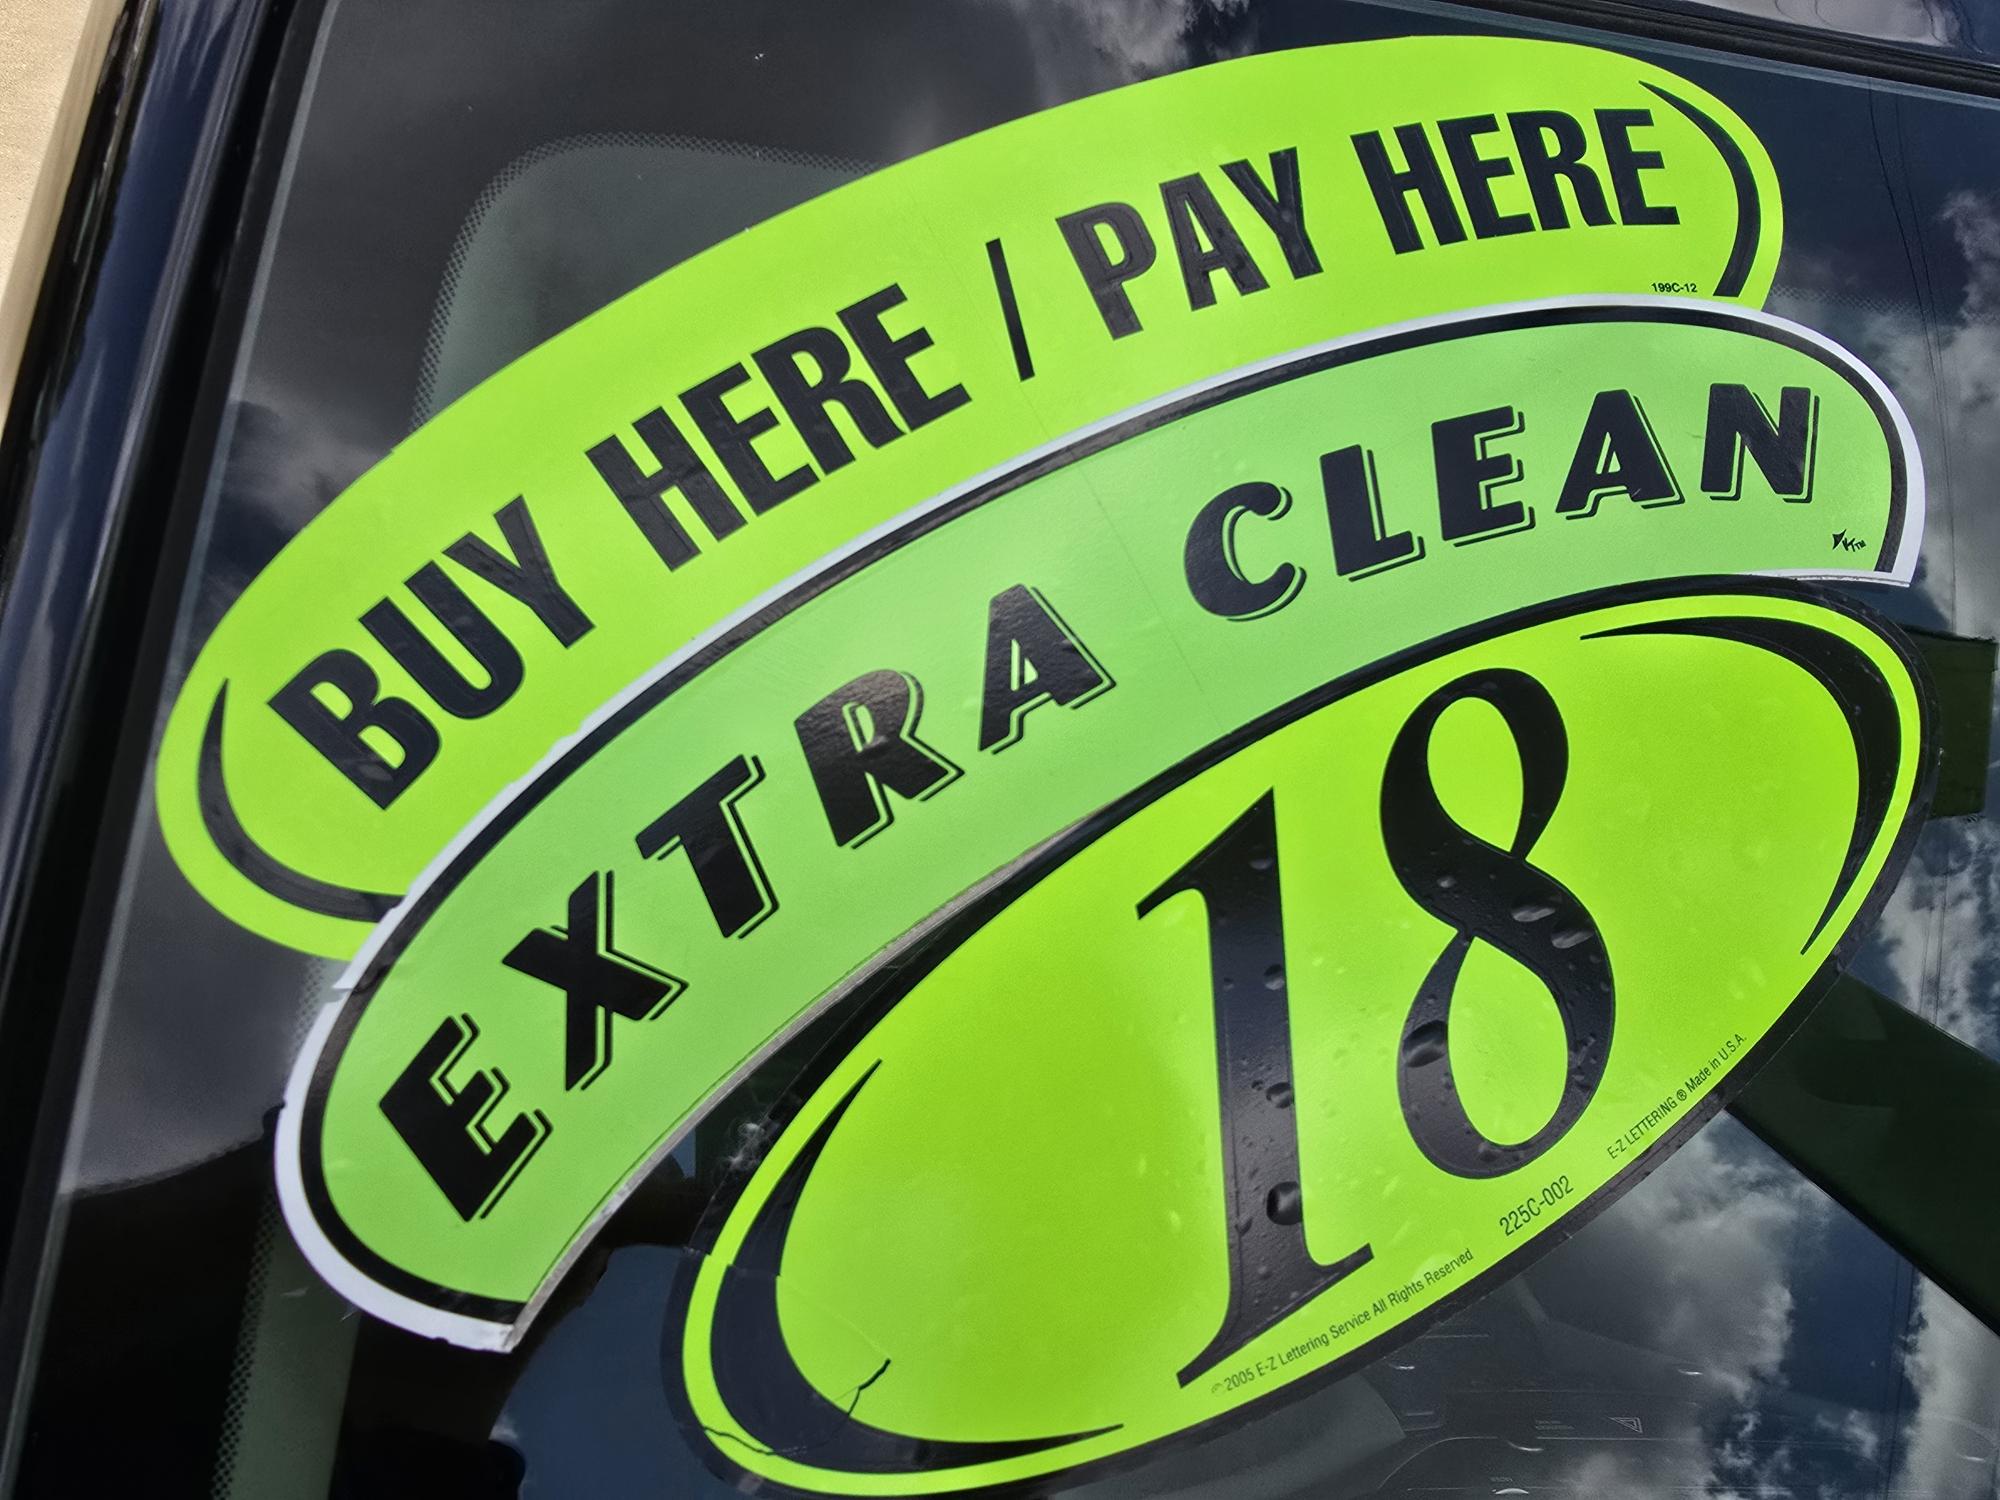 BUY HERE / PAY HERE
199C-12
EXTRA CLEAN
18
225C-002
©2005 E-Z Lettering Service All Rights Reserved
E-Z LETTERING ® Made in U.S.A.